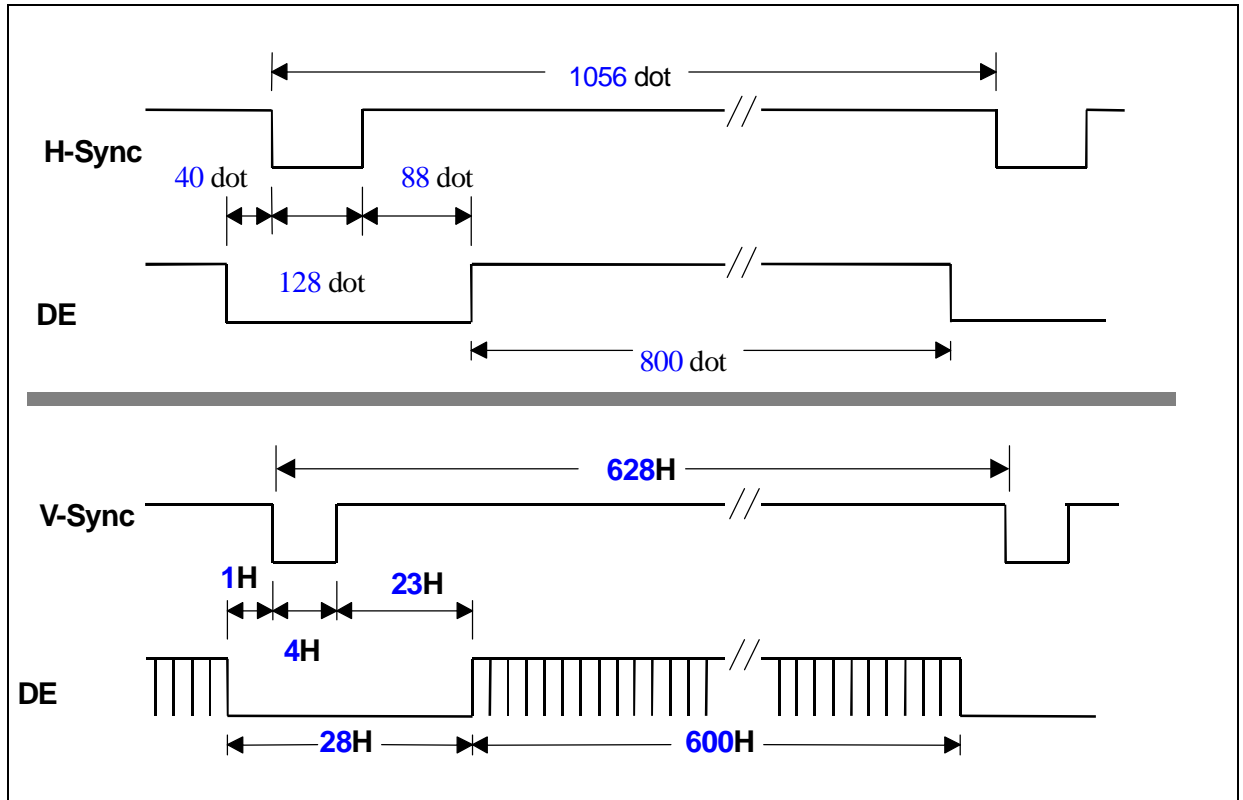 1056 dot
H-Sync
40 dot
88 dot
128 dot
DE
800 dot
628H
V-Sync
1H
23H
4H
DE
28H
600H